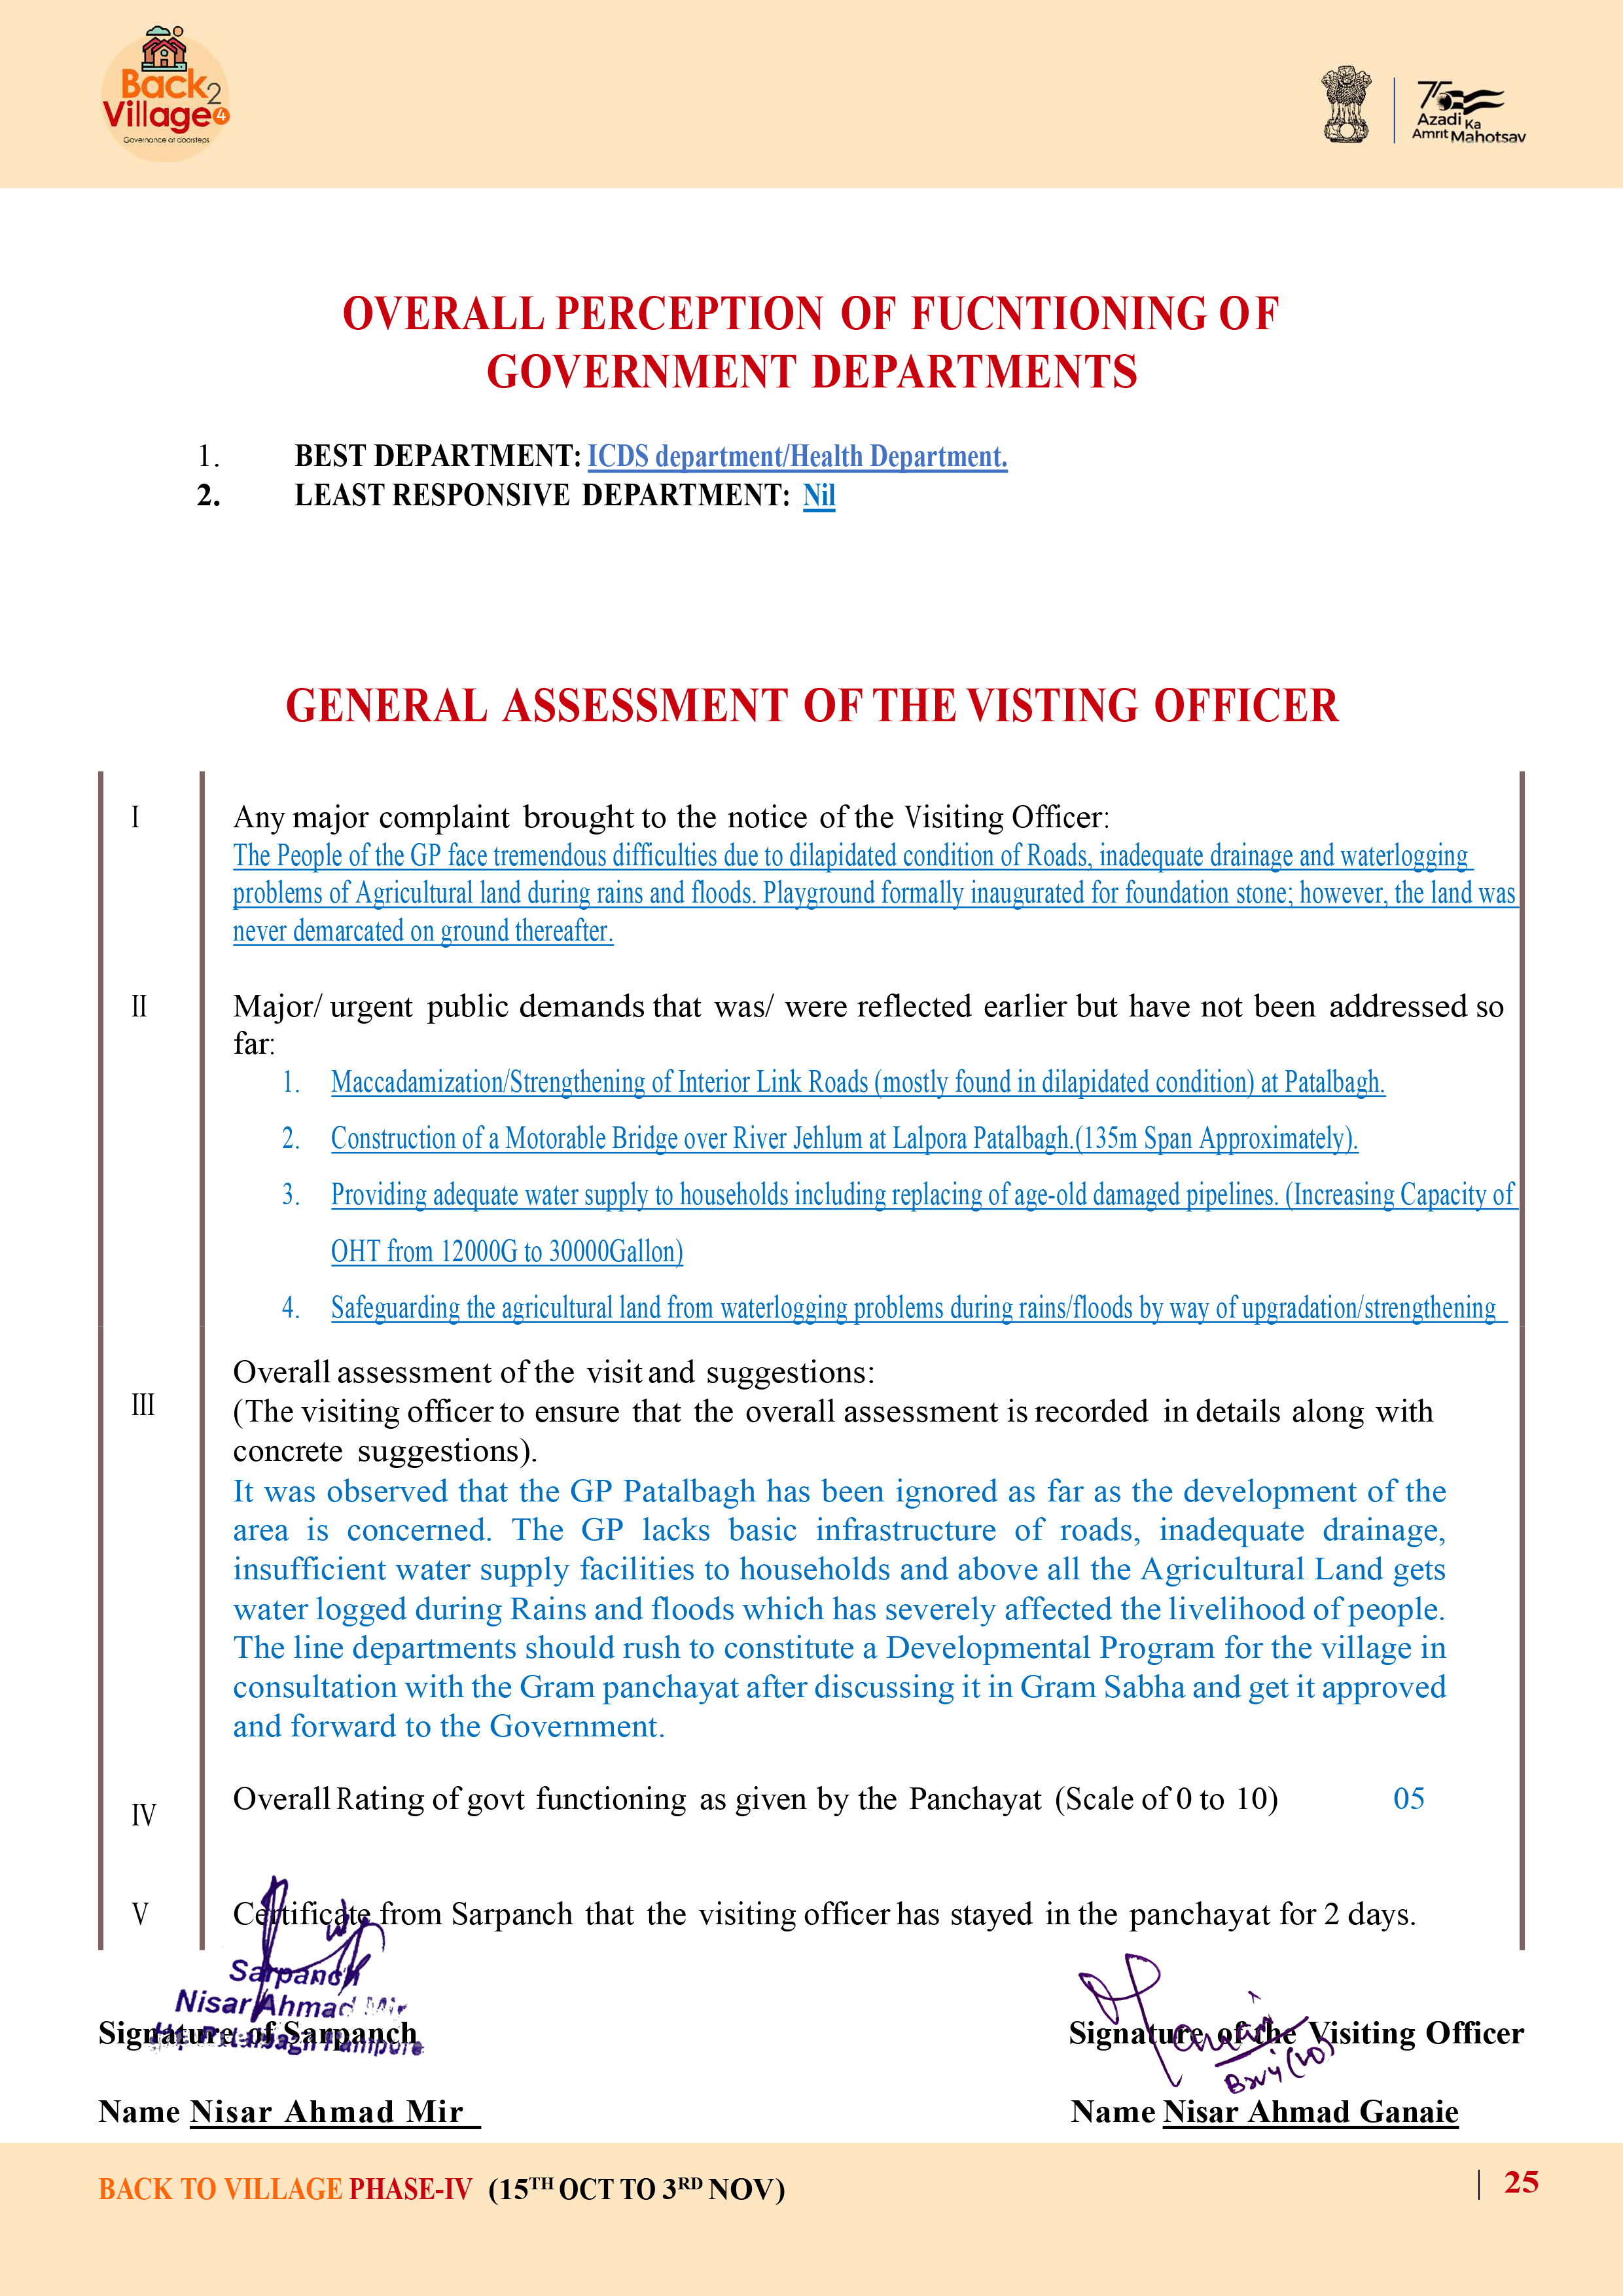 Back2
Village4
Governance at doorsteps
75
Azadi Ka
Amrit Mahotsav
OVERALL PERCEPTION OF FUCNTIONING OF
GOVERNMENT DEPARTMENTS
1. BEST DEPARTMENT: ICDS department/Health Department.
2. LEAST RESPONSIVE DEPARTMENT: Nil
GENERAL ASSESSMENT OF THE VISTING OFFICER
I Any major complaint brought to the notice of the Visiting Officer:
The People of the GP face tremendous difficulties due to dilapidated condition of Roads, inadequate drainage and waterlogging
problems of Agricultural land during rains and floods. Playground formally inaugurated for foundation stone; however, the land was
never demarcated on ground thereafter.
II Major/ urgent public demands that was/ were reflected earlier but have not been addressed so
far:
1. Maccadamization/Strengthening of Interior Link Roads (mostly found in dilapidated condition) at Patalbagh.
2. Construction of a Motorable Bridge over River Jehlum at Lalpora Patalbagh.(135m Span Approximately).
3. Providing adequate water supply to households including replacing of age-old damaged pipelines. (Increasing Capacity of
OHT from 12000G to 30000Gallon)
4. Safeguarding the agricultural land from waterlogging problems during rains/floods by way of upgradation/strengthening
Overall assessment of the visit and suggestions:
III (The visiting officer to ensure that the overall assessment is recorded in details along with
concrete suggestions).
It was observed that the GP Patalbagh has been ignored as far as the development of the
area is concerned. The GP lacks basic infrastructure of roads, inadequate drainage,
insufficient water supply facilities to households and above all the Agricultural Land gets
water logged during Rains and floods which has severely affected the livelihood of people.
The line departments should rush to constitute a Developmental Program for the village in
consultation with the Gram panchayat after discussing it in Gram Sabha and get it approved
and forward to the Government.
IV Overall Rating of govt functioning as given by the Panchayat (Scale of 0 to 10) 05
V Certificate from Sarpanch that the visiting officer has stayed in the panchayat for 2 days.
Sarpanch
Nisar Ahmad Mir
Signature of Sarpanch Signature of the Visiting Officer
Name Nisar Ahmad Mir Name Nisar Ahmad Ganaie
BACK TO VILLAGE PHASE-IV (15TH OCT TO 3RD NOV) | 25